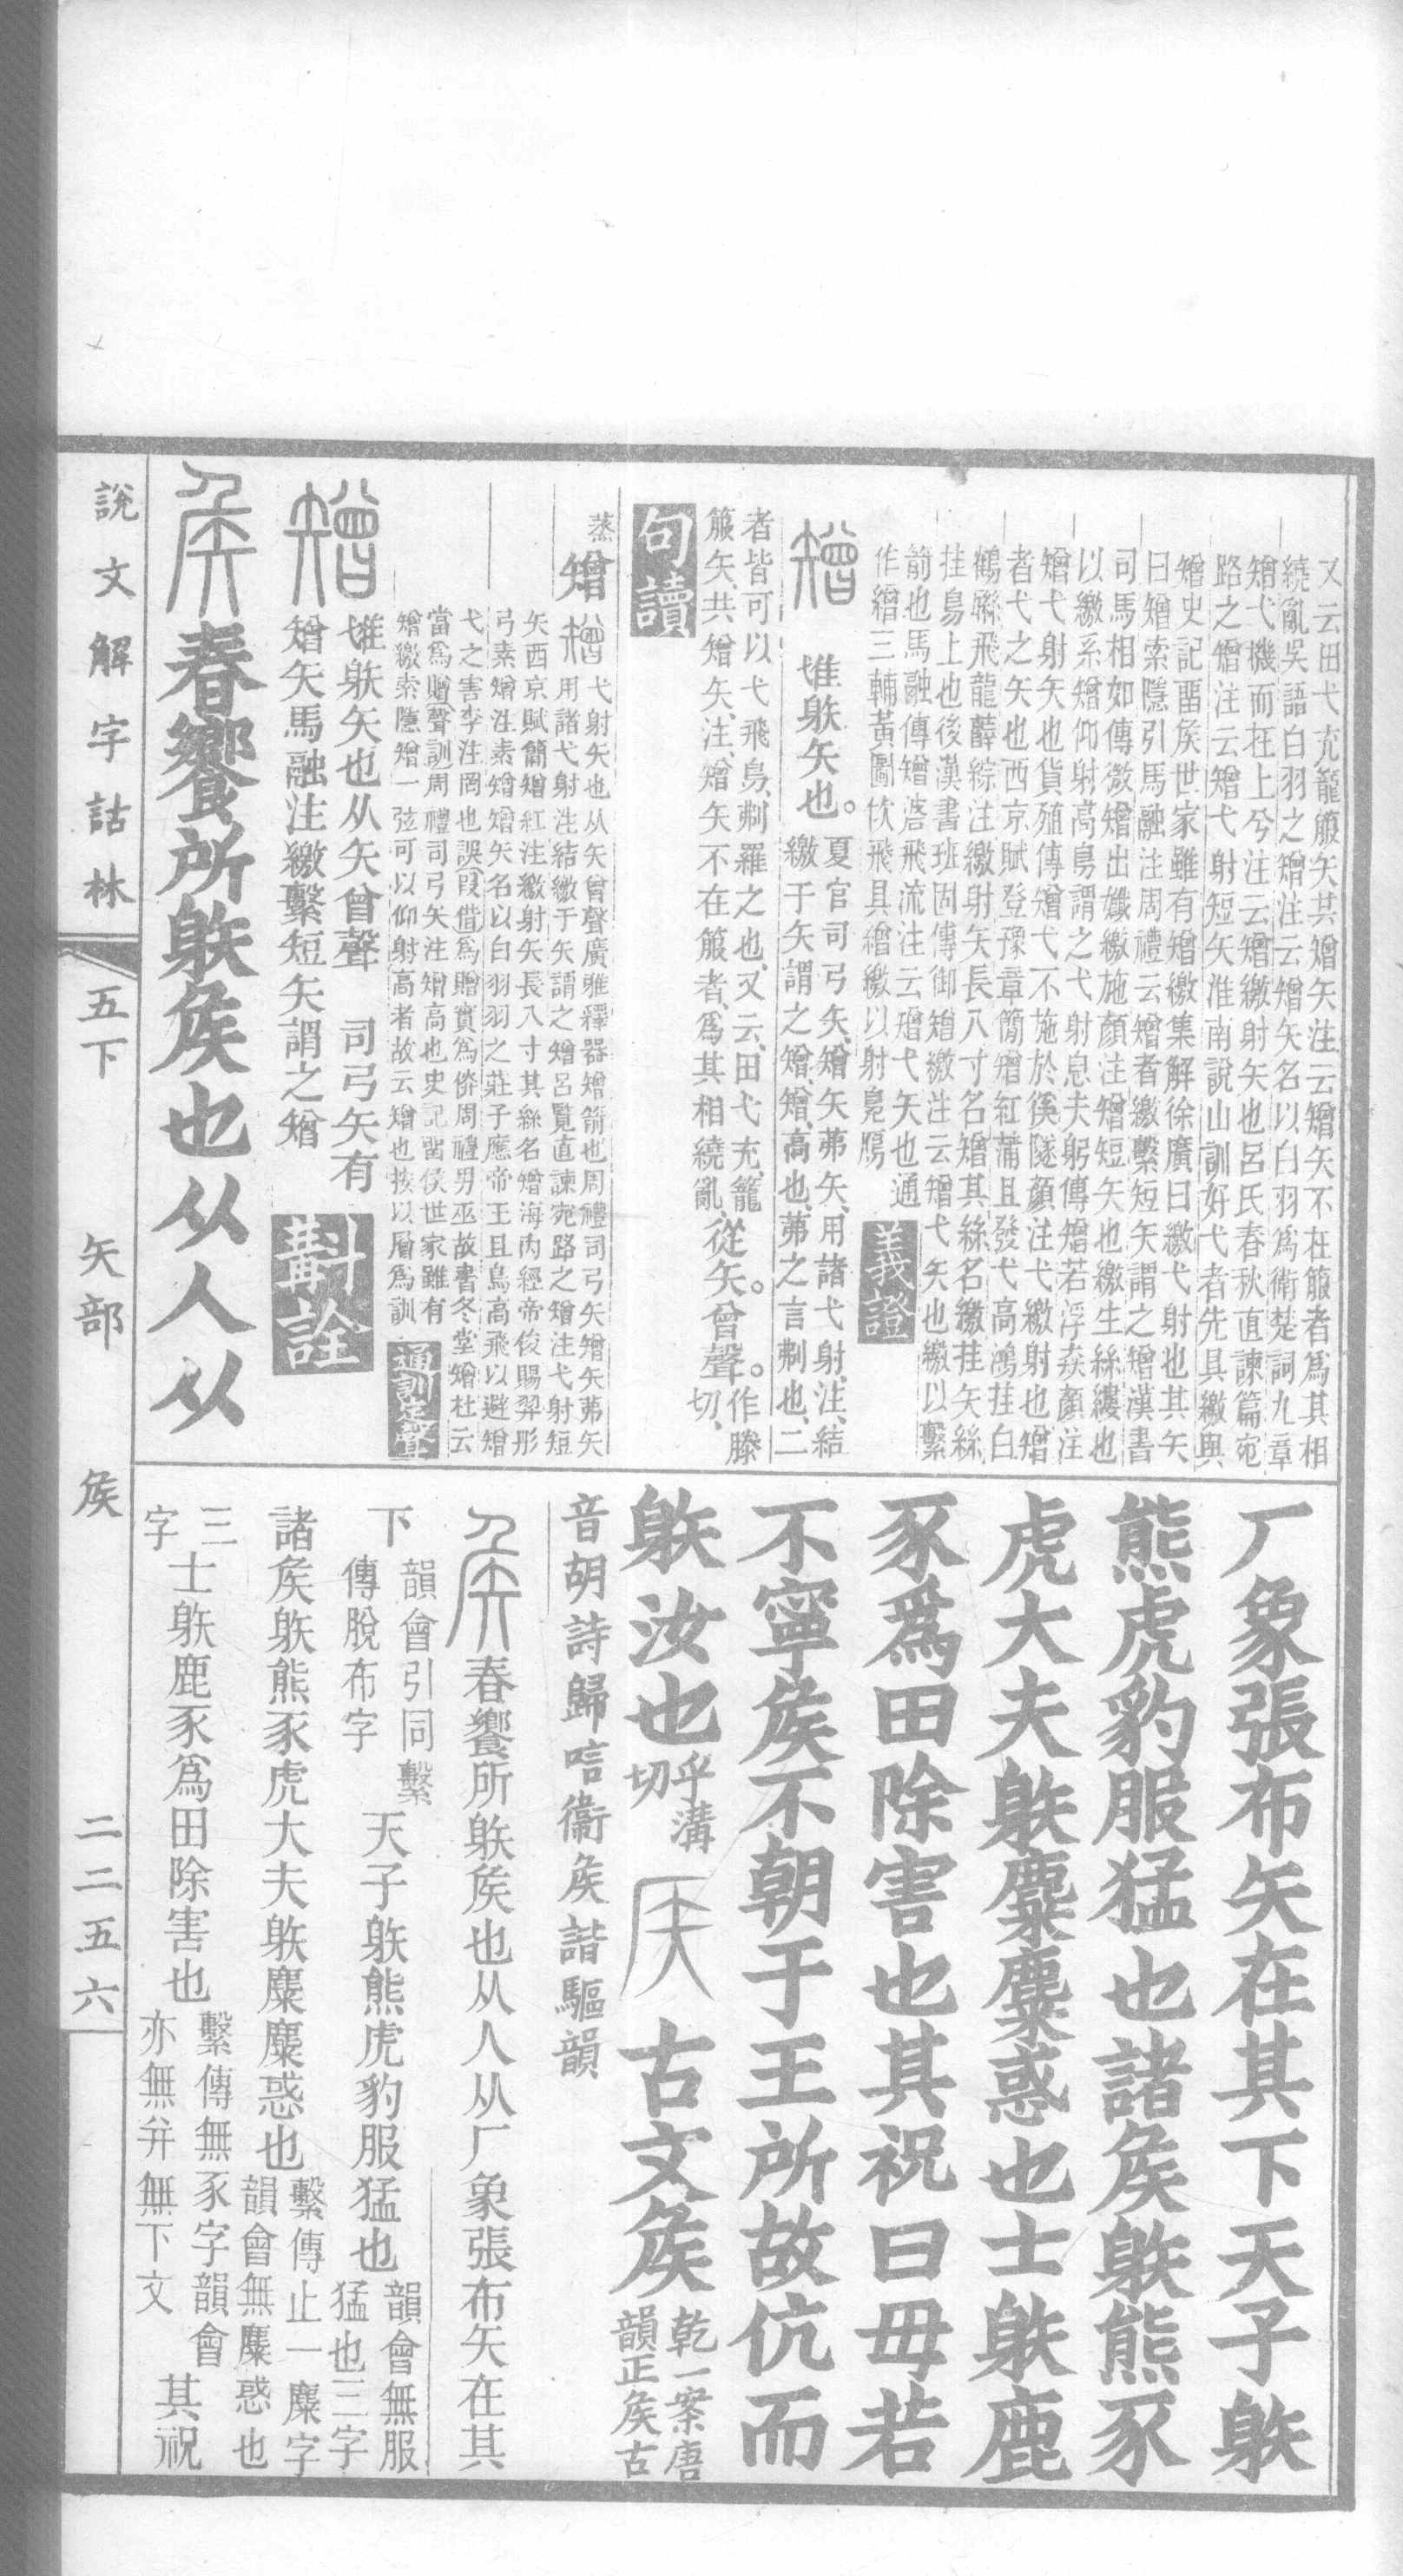 又云田弋充籠箙矢共矰矢注云矰矢不在箙者爲其相
繞亂吳語白羽之矰注云矰矢名以白羽爲衛楚詞九章
矰弋機而在上兮注云矰繳射矢也呂氏春秋直諫篇宛
路之矰注云矰弋射短矢淮南說山訓好弋者先具繳與
矰史記畱矦世家雖有矰繳集解徐廣曰繳弋射也其矢
曰矰索隱引馬融注周禮云矰者繳繫短矢謂之矰漢書
司馬相如傳微矰出孅繳施顏注矰短矢也繳生絲縷也
以繳系矰仰射高鳥謂之弋射息夫躬傳矰若浮猋顏注
矰弋射矢也貨殖傳矰弋不施於徯隧顏注弋繳射也矰
者弋之矢也西京賦登豫章簡矰紅蒲且發弋高鴻挂白
鶴聯飛龍薛綜注繳射矢長八寸名矰其絲名繳挂矢絲
挂鳥上也後漢書班固傳御矰繳注云矰弋矢也繳以繫
箭也馬融傳矰𥐊飛流注云矰弋矢也通
作繒三輔黃圖佽飛具繒繳以射鳧鴈
義證
矰 隿躲矢也。夏官司弓矢、矰矢茀矢、用諸弋射、注、結
繳于矢謂之矰、矰、高也、茀之言刜也、二
者皆可以弋飛鳥、刜羅之也、又云、田弋充籠
箙矢、共矰矢、注、矰矢不在箙者、爲其相繞亂、從矢。曾聲。作滕
切、
句讀
蒸
矰 矰 弋射矢也从矢曾聲廣雅釋器矰箭也周禮司弓矢矰矢茀矢
用諸弋射注結繳于矢謂之矰呂覽直諫宛路之矰注弋射短
矢西京賦簡矰紅注繳射矢長八寸其絲名矰海內經帝俊賜羿彤
弓素矰注素矰矰矢名以白羽羽之莊子應帝王且鳥高飛以避矰
弋之害李注罔也誤叚借爲贈實爲儕周禮男巫故書冬堂矰杜云
當爲贈聲訓周禮司弓矢注矰高也史記留侯世家雖有
矰繳索隱矰一弦可以仰射高者故云矰也按以層爲訓
通訓定聲
矰 隿躲矢也从矢曾聲 司弓矢有
矰矢馬融注繳繫短矢謂之矰
斠詮
矦 春饗所躲矦也从人从
厂象張布矢在其下天子躲
熊虎豹服猛也諸矦躲熊豕
虎大夫躲麋麋惑也士躲鹿
豕爲田除害也其祝曰毋若
不寧矦不朝于王所故伉而
躲汝也乎溝
切 古文矦乾一案唐
韻正矦古
音胡詩歸唁衞矦諧驅韻
矦 春饗所躲矦也从人从厂象張布矢在其
下韻會引同繫
傳脫布字 天子躲熊虎豹服猛也韻會無服
猛也三字
諸矦躲熊豕虎大夫躲麋麋惑也繫傳止一麋字
韻會無麋惑也
三
字 士躲鹿豕爲田除害也繫傳無豕字韻會
亦無幷無下文 其祝
說文解字詁林 五下 矢部 矦 二二五六